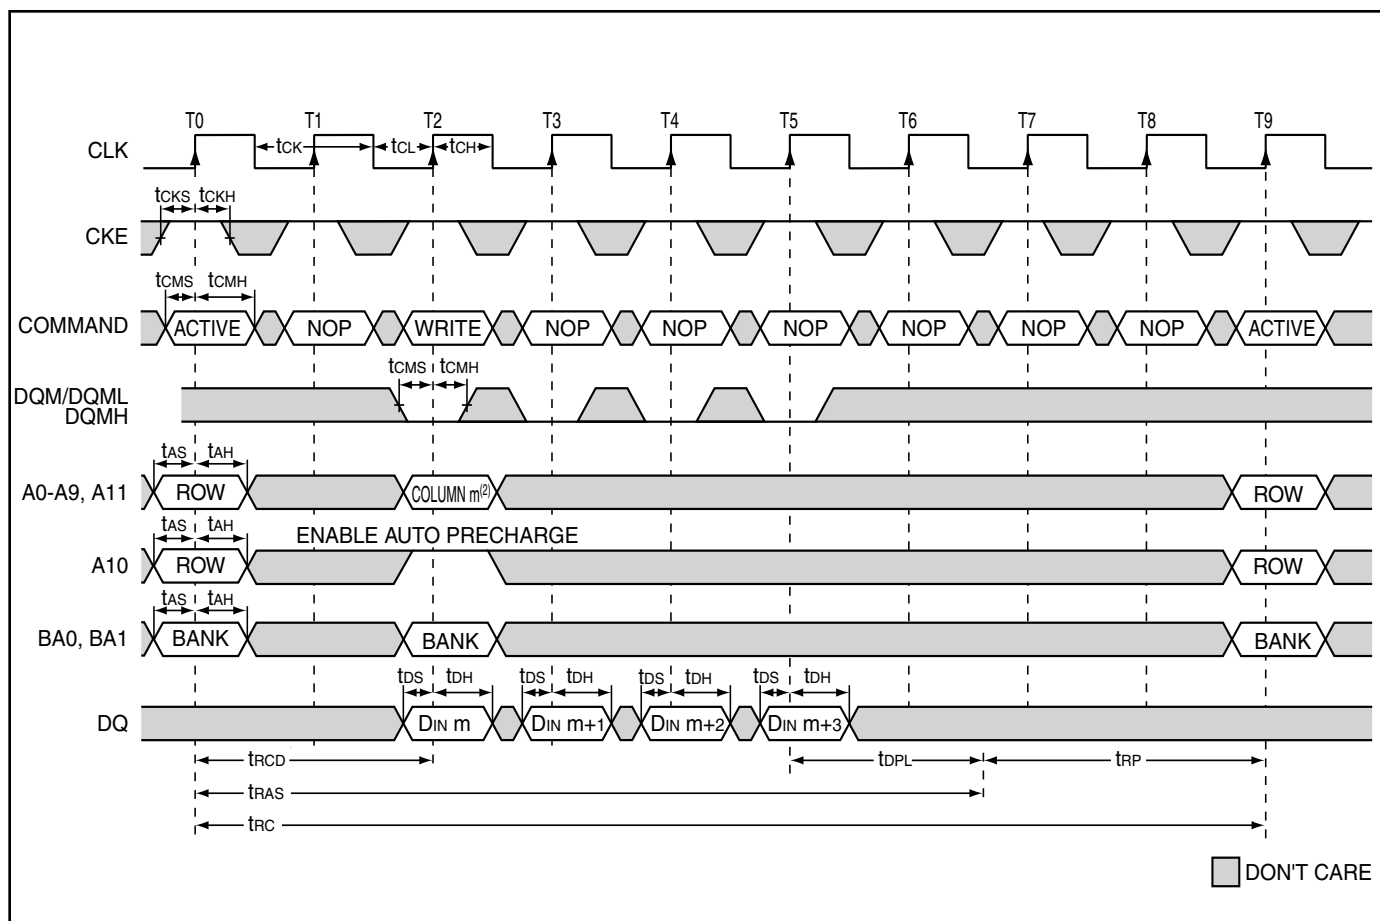 T0 T1 T2 T3 T4 T5 T6 T7 T8 T9
CLK tCK tCL tCH
tCKS tCKH
CKE
tCMS tCMH
COMMAND ACTIVE NOP WRITE NOP NOP NOP NOP NOP NOP ACTIVE
tCMS tCMH
DQM/DQML
DQMH
tAS tAH
A0-A9, A11 ROW COLUMN m(2) ROW
tAS tAH ENABLE AUTO PRECHARGE
A10 ROW ROW
tAS tAH
BA0, BA1 BANK BANK BANK
tDS tDH tDS tDH tDS tDH tDS tDH
DQ DIN m DIN m+1 DIN m+2 DIN m+3
tRCD tDPL tRP
tRAS
tRC
DON'T CARE